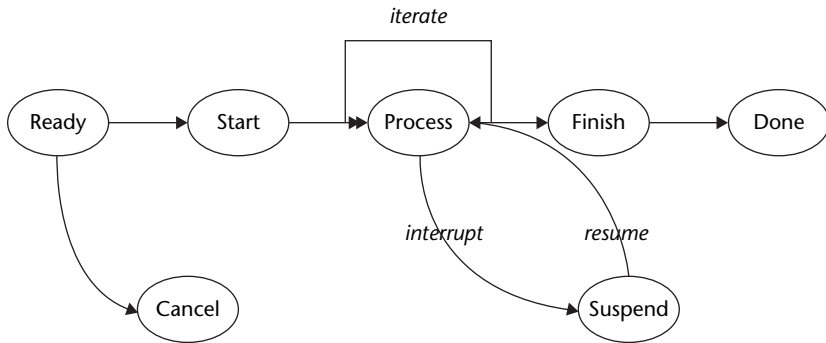 iterate
Ready
Start
Process
Finish
Done
interrupt
resume
Cancel
Suspend